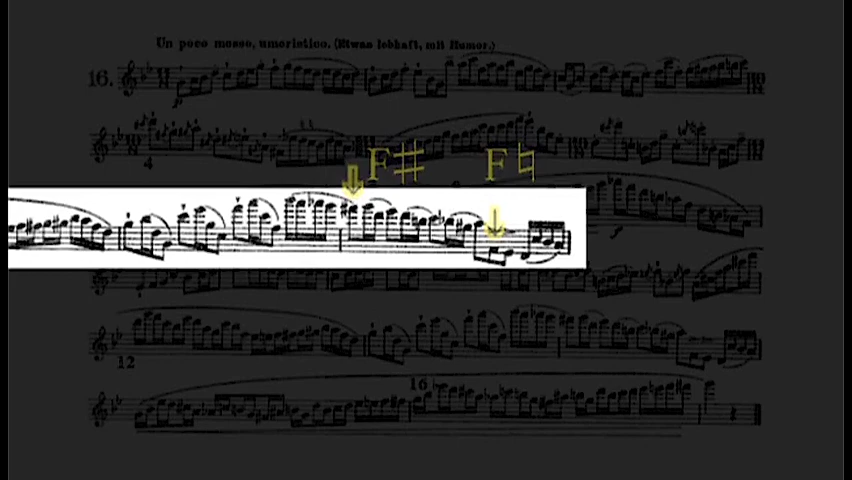 Un poco mosso, umoristico. (Etwas lebhaft, mit Humor.)
16.
p
4
F♯ F♮
12
16